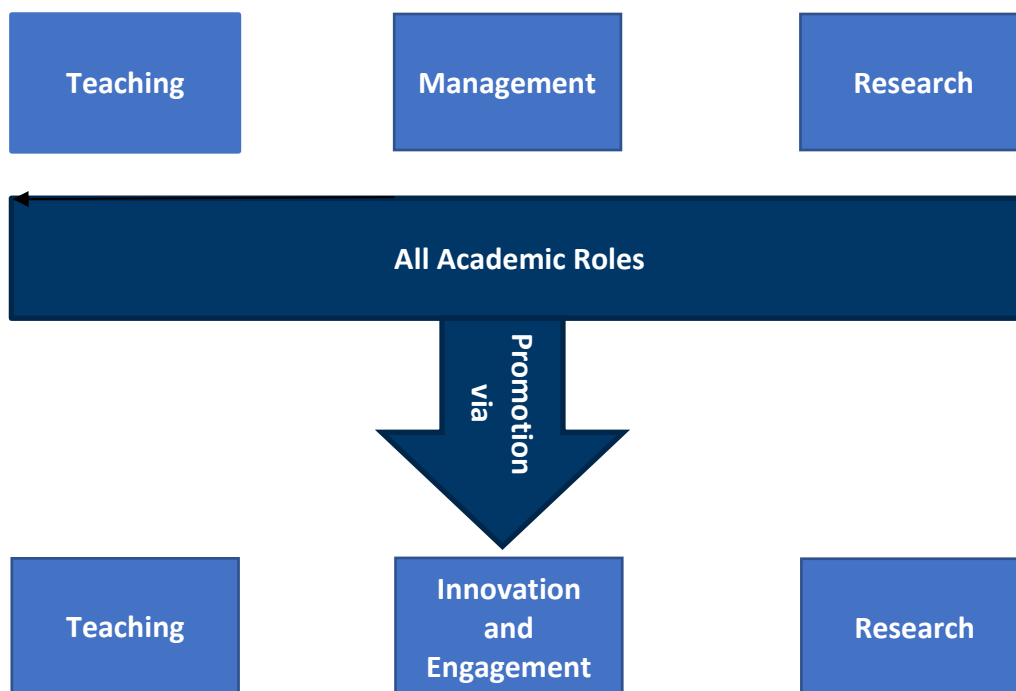 Teaching
Management
Research
All Academic Roles
Promotion
via
Teaching
Innovation
and
Engagement
Research